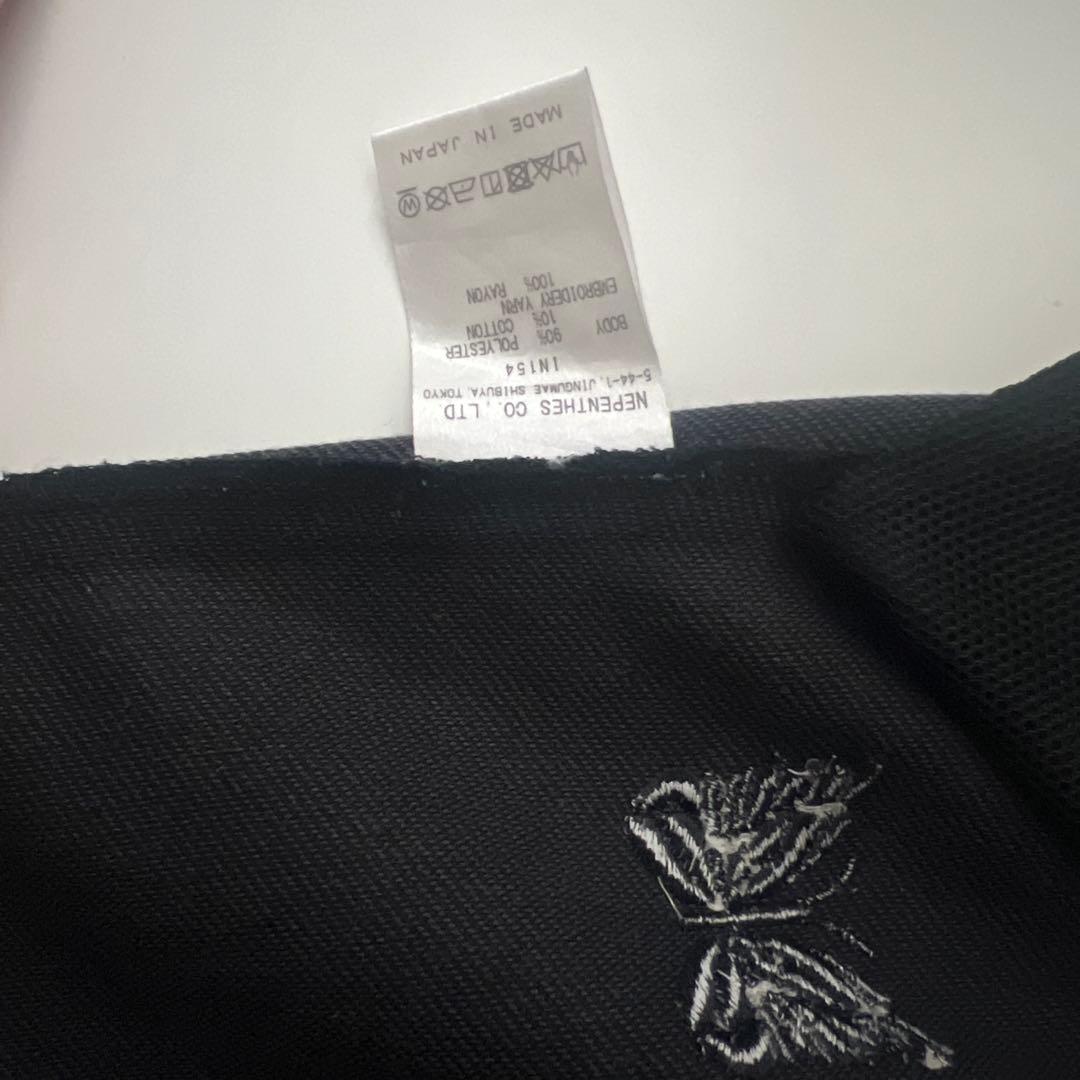 NEPENTHES CO., LTD.
5-44-1, JINGUMAE SHIBUYA, TOKYO
IN154
BODY 90% POLYESTER
10% COTTON
EMBROIDERY YARN
100% RAYON
W
MADE IN JAPAN